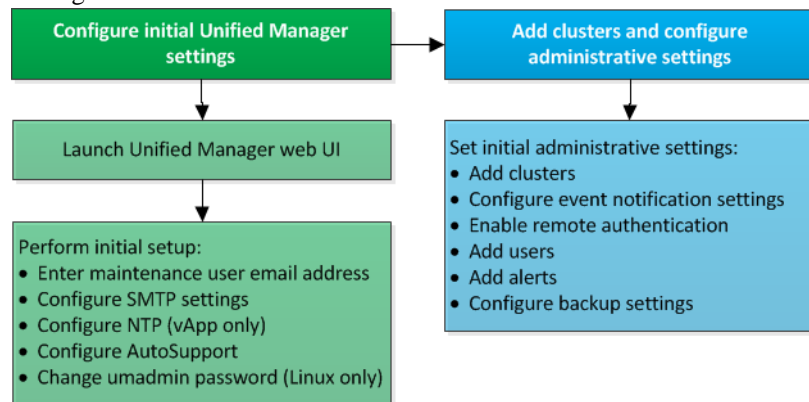 Configure initial Unified Manager
settings
Add clusters and configure
administrative settings
Launch Unified Manager web UI
Perform initial setup:
• Enter maintenance user email address
• Configure SMTP settings
• Configure NTP (vApp only)
• Configure AutoSupport
• Change umadmin password (Linux only)
Set initial administrative settings:
• Add clusters
• Configure event notification settings
• Enable remote authentication
• Add users
• Add alerts
• Configure backup settings